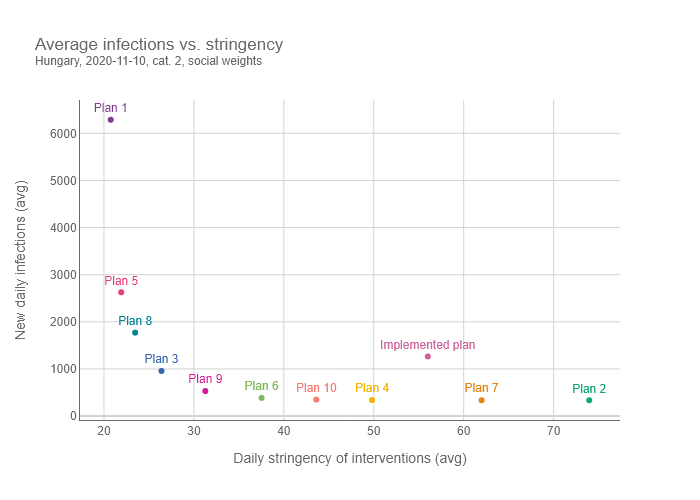 Average infections vs. stringency
Hungary, 2020-11-10, cat. 2, social weights
Plan 1
6000
5000
4000
3000
Plan 5
2000
Plan 8
Implemented plan
Plan 3
1000
Plan 9
Plan 6
Plan 10
Plan 4
Plan 7
Plan 2
0
20
30
40
50
60
70
New daily infections (avg)
Daily stringency of interventions (avg)